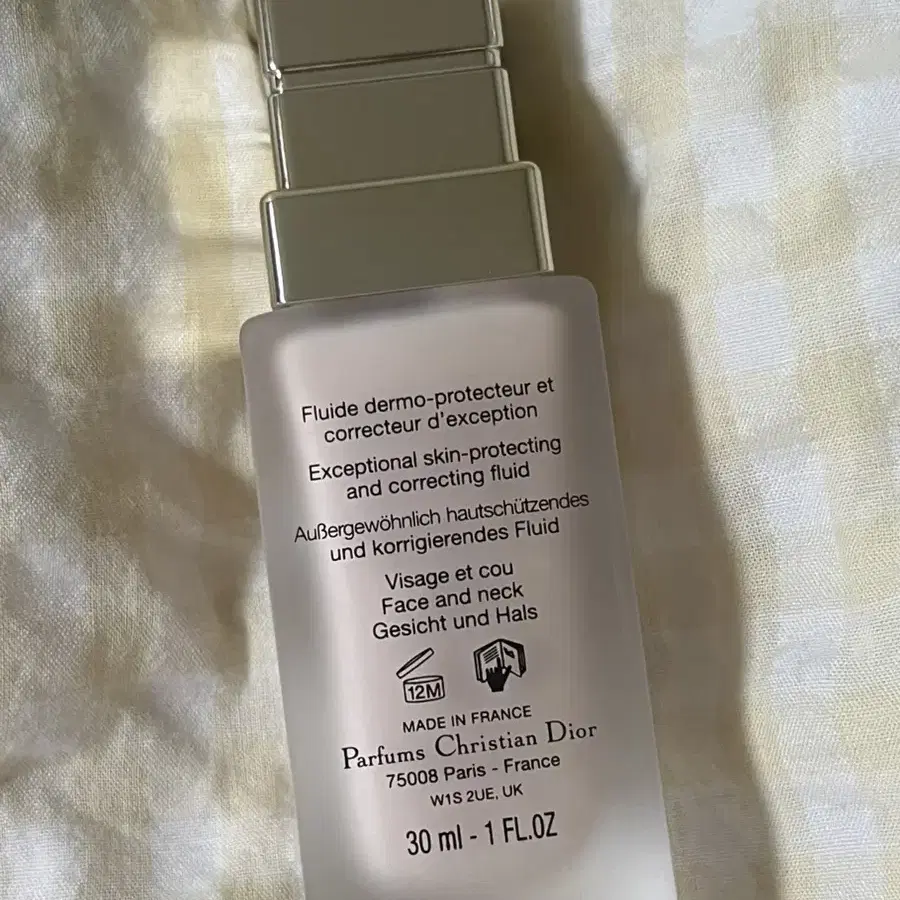 Fluide dermo-protecteur et
correcteur d'exception
Exceptional skin-protecting
and correcting fluid
Außergewöhnlich hautschützendes
und korrigierendes Fluid
Visage et cou
Face and neck
Gesicht und Hals
12M
MADE IN FRANCE
Parfums Christian Dior
75008 Paris - France
W1S 2UE, UK
30 ml - 1 FL.OZ